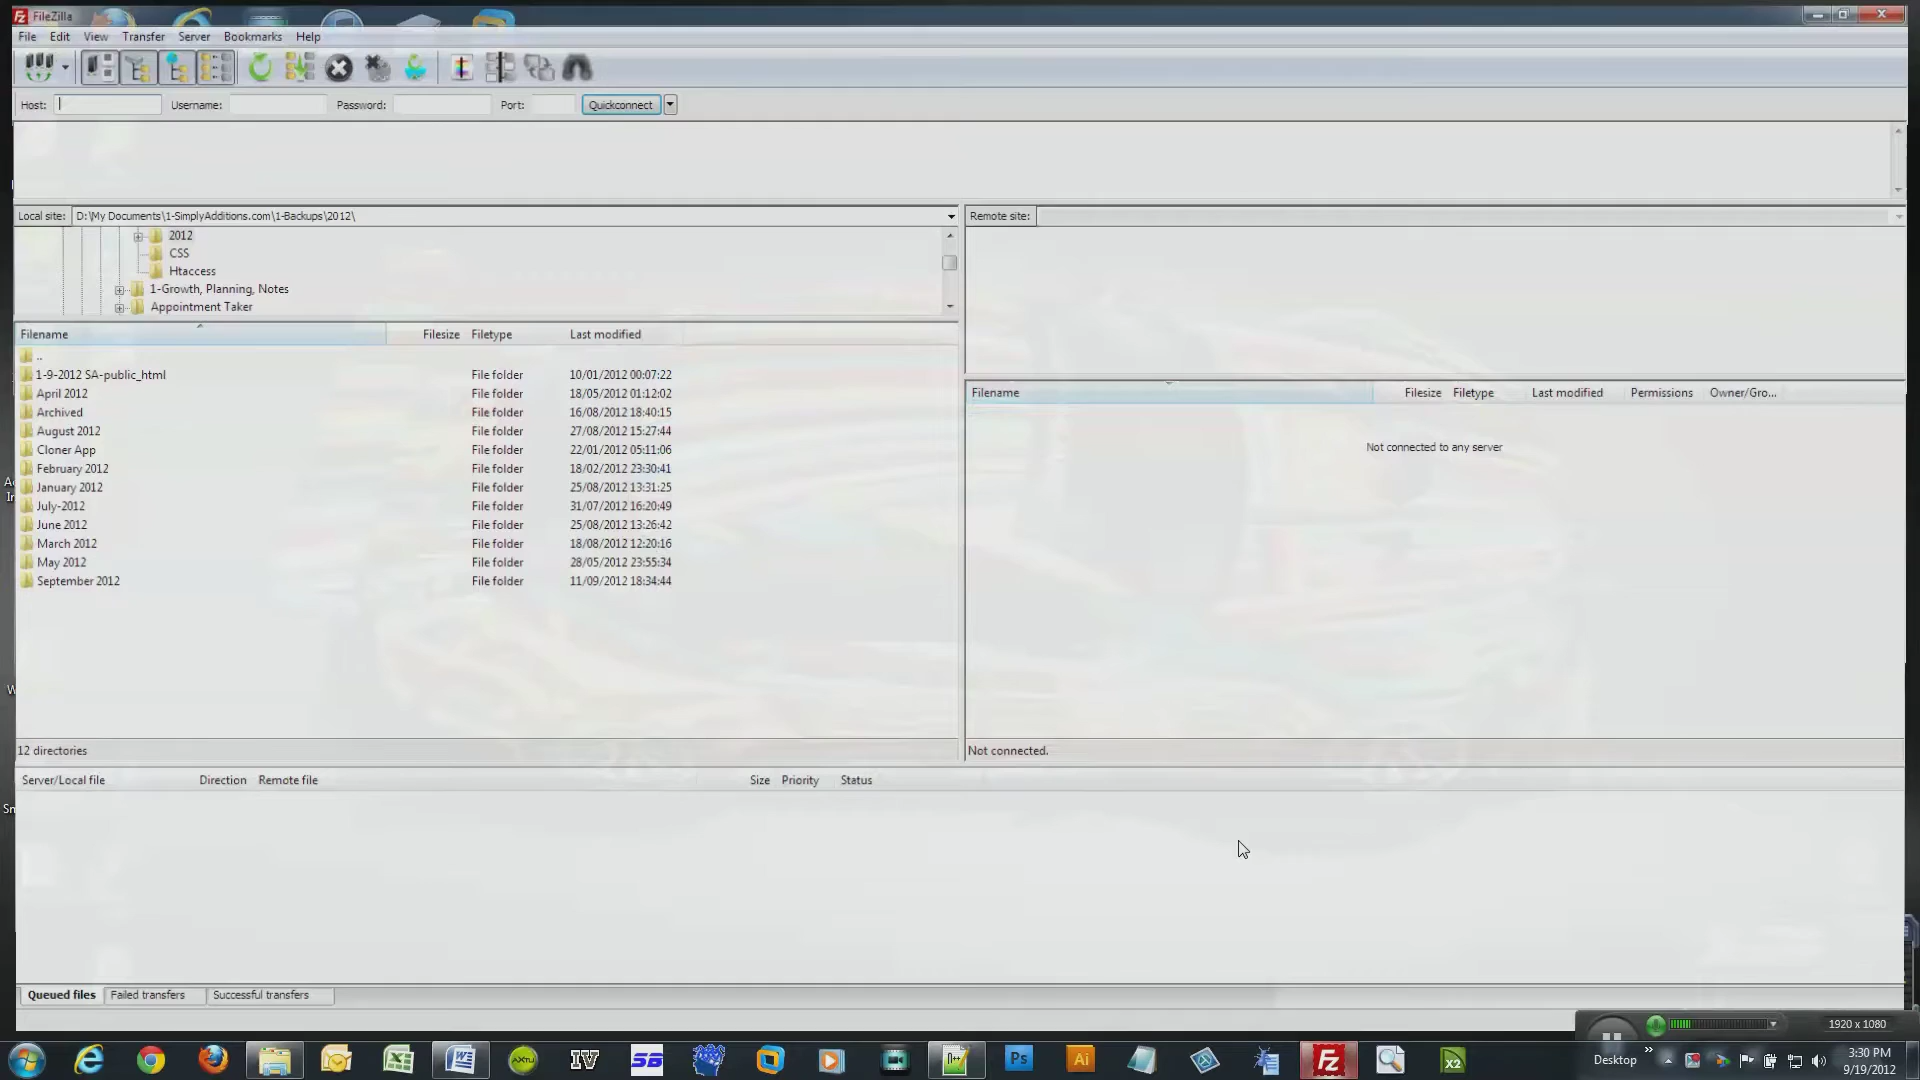 FileZilla
File Edit View Transfer Server Bookmarks Help
Host: Username: Password: Port: Quickconnect
Local site: D:\My Documents\1-SimplyAdditions.com\1-Backups\2012\
2012
CSS
Htaccess
1-Growth, Planning, Notes
Appointment Taker
Filename Filesize Filetype Last modified
..
1-9-2012 SA-public_html File folder 10/01/2012 00:07:22
April 2012 File folder 18/05/2012 01:12:02
Archived File folder 16/08/2012 18:40:15
August 2012 File folder 27/08/2012 15:27:44
Cloner App File folder 22/01/2012 05:11:06
February 2012 File folder 18/02/2012 23:30:41
January 2012 File folder 25/08/2012 13:31:25
July-2012 File folder 31/07/2012 16:20:49
June 2012 File folder 25/08/2012 13:26:42
March 2012 File folder 18/08/2012 12:20:16
May 2012 File folder 28/05/2012 23:55:34
September 2012 File folder 11/09/2012 18:34:44
12 directories
Remote site:
Filename Filesize Filetype Last modified Permissions Owner/Gro...
Not connected to any server
Not connected.
Server/Local file Direction Remote file Size Priority Status
Queued files Failed transfers Successful transfers
1920 x 1080
IV SB Ps Ai Fz X2
Desktop
3:30 PM
9/19/2012